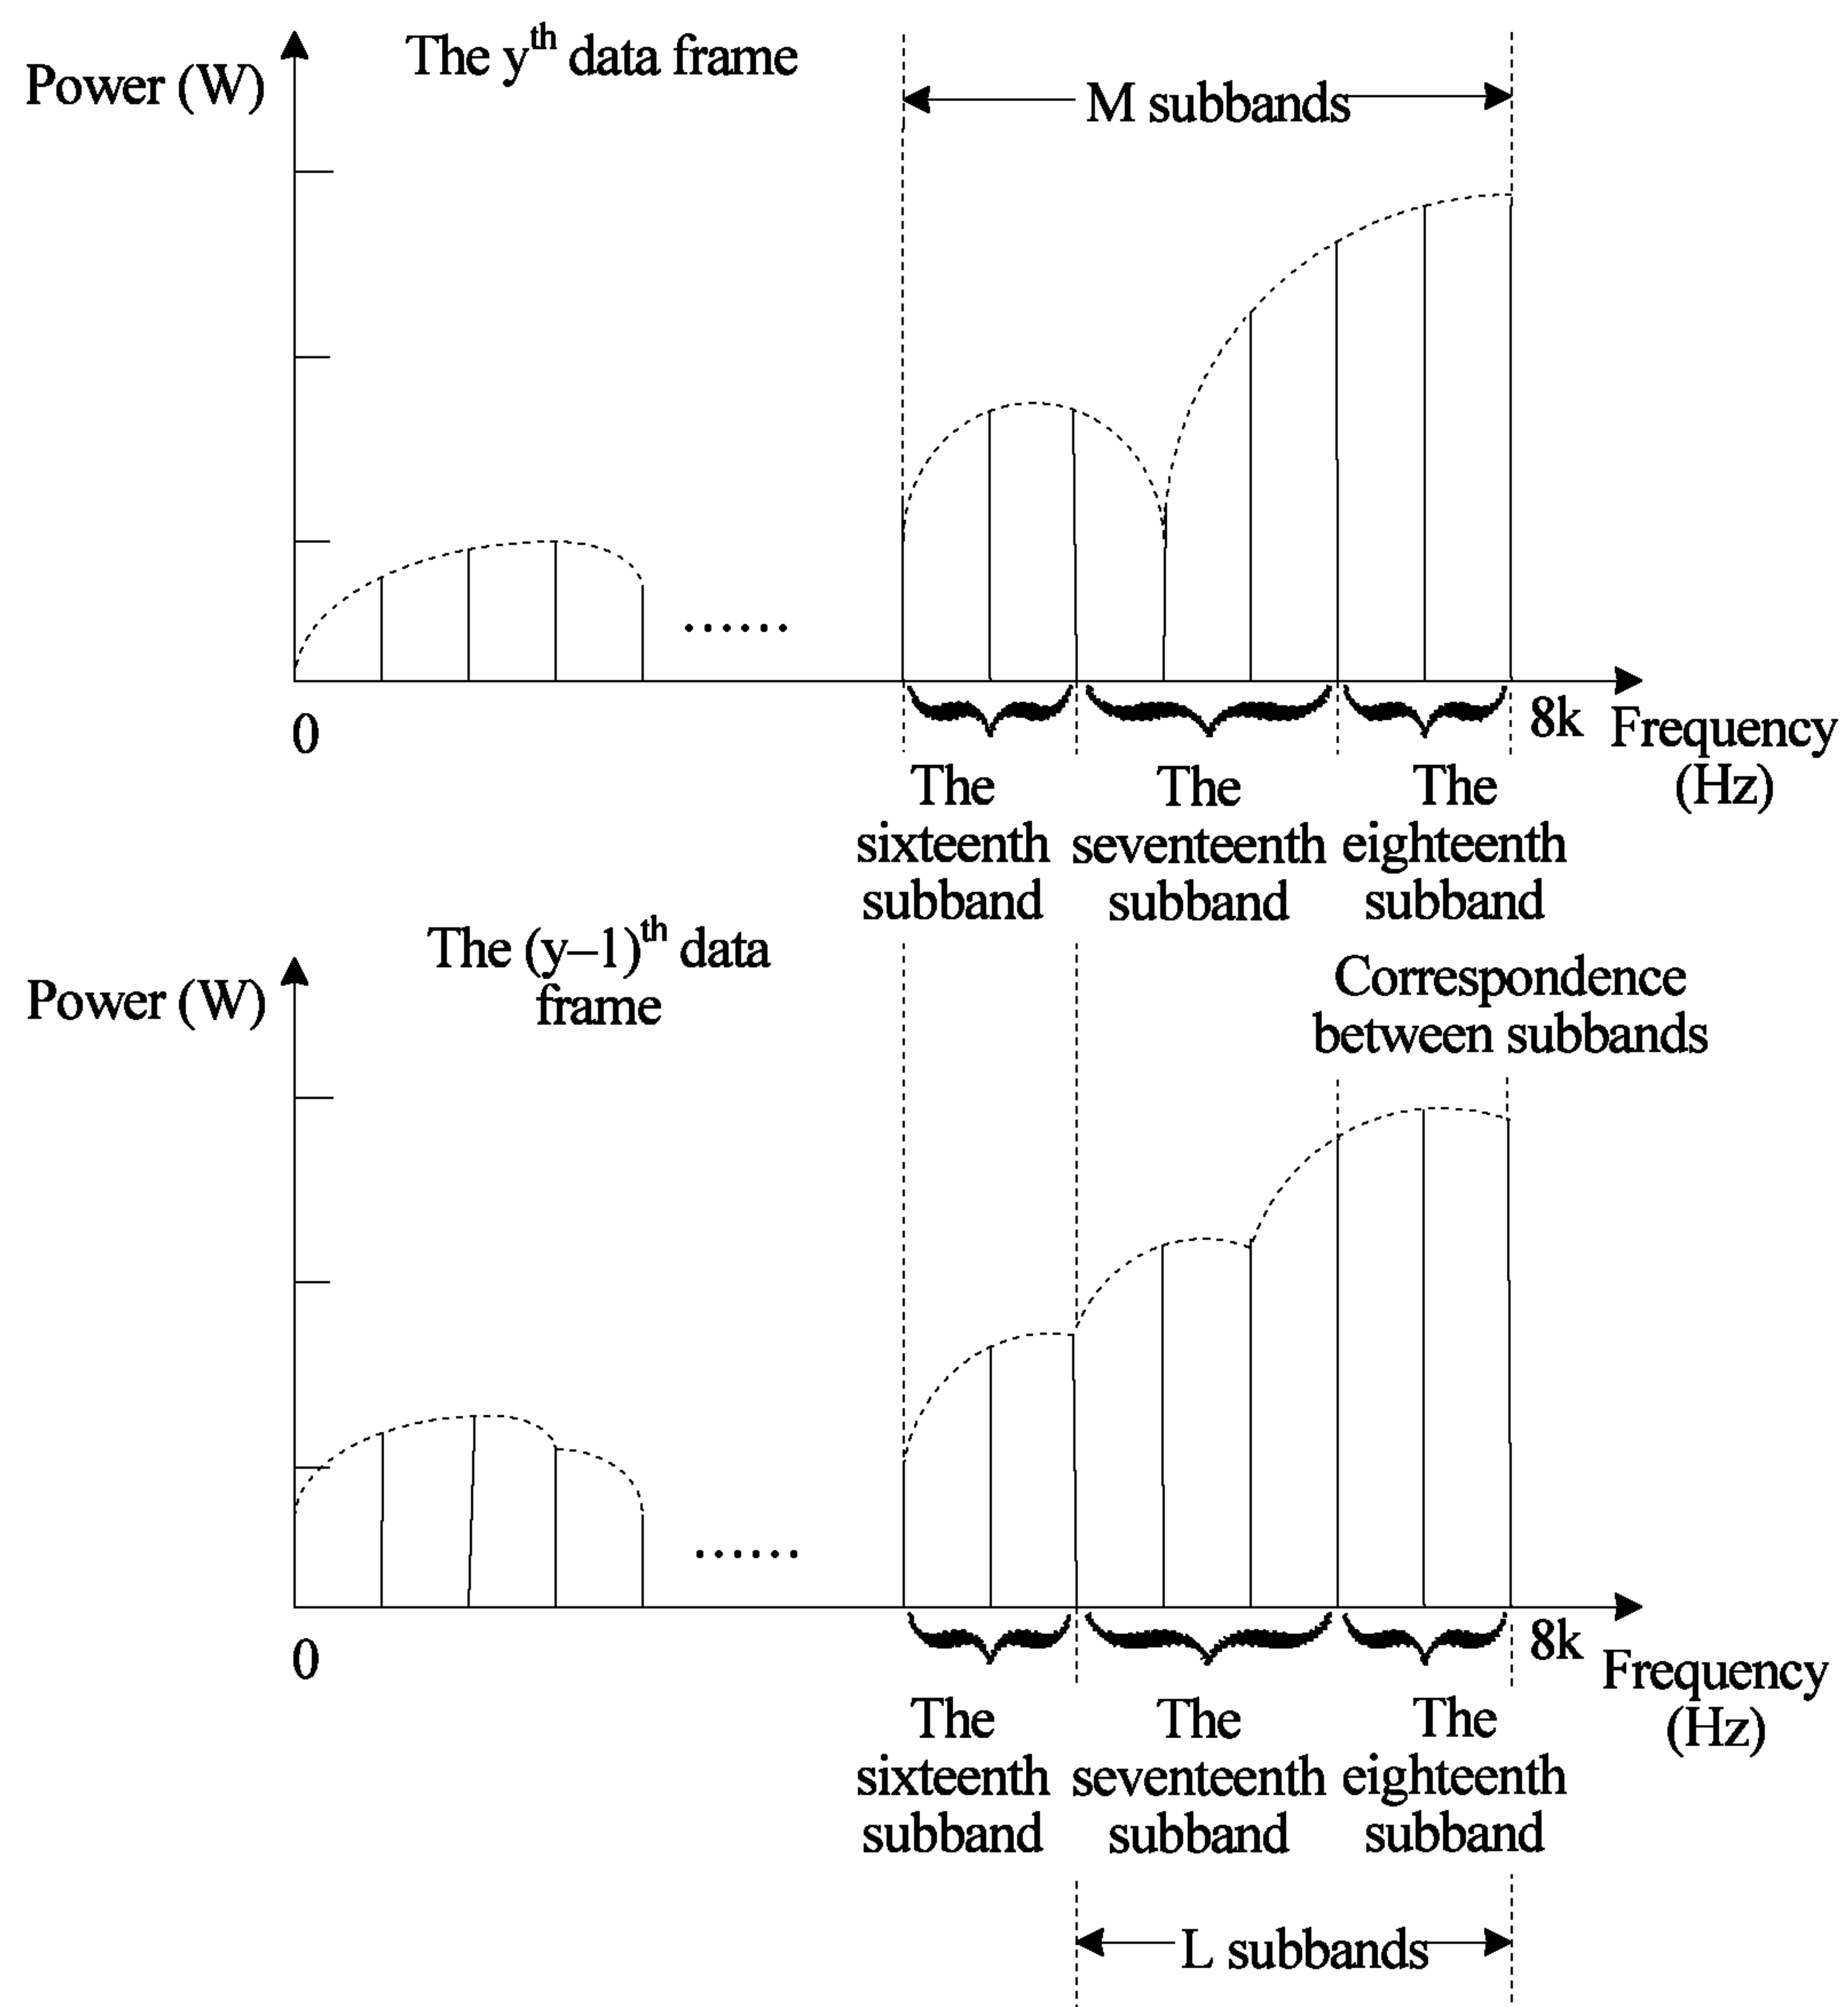 The yth data frame
Power (W)
M subbands
......
0
8k
Frequency
(Hz)
The
sixteenth
subband
The
seventeenth
subband
The
eighteenth
subband
The (y–1)th data
frame
Power (W)
Correspondence
between subbands
......
0
8k
Frequency
(Hz)
The
sixteenth
subband
The
seventeenth
subband
The
eighteenth
subband
L subbands